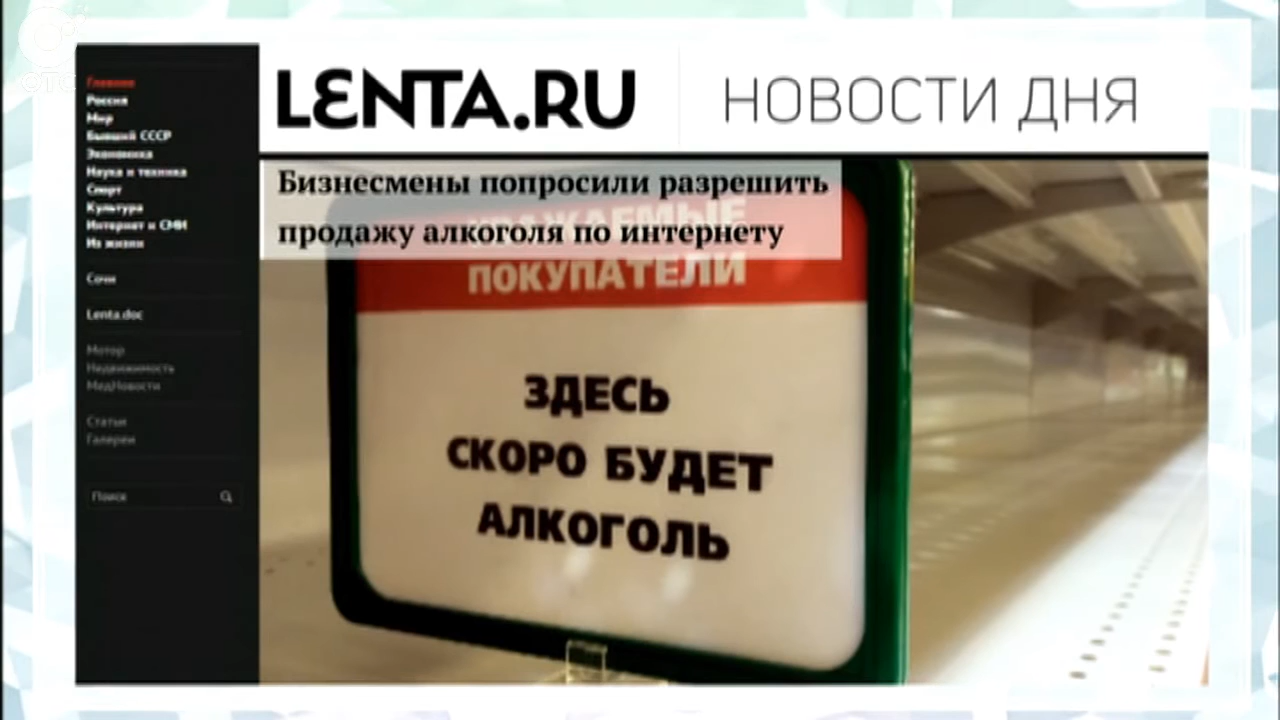 ОТС
Главное
Россия
Мир
Бывший СССР
Экономика
Наука и техника
Спорт
Культура
Интернет и СМИ
Из жизни
Сочи
Lenta.doc
Мотор
Недвижимость
МедНовости
Статьи
Галереи
Поиск
LENTA.RU
НОВОСТИ ДНЯ
Бизнесмены попросили разрешить
продажу алкоголя по интернету
УВАЖАЕМЫЕ
ПОКУПАТЕЛИ
ЗДЕСЬ
СКОРО БУДЕТ
АЛКОГОЛЬ